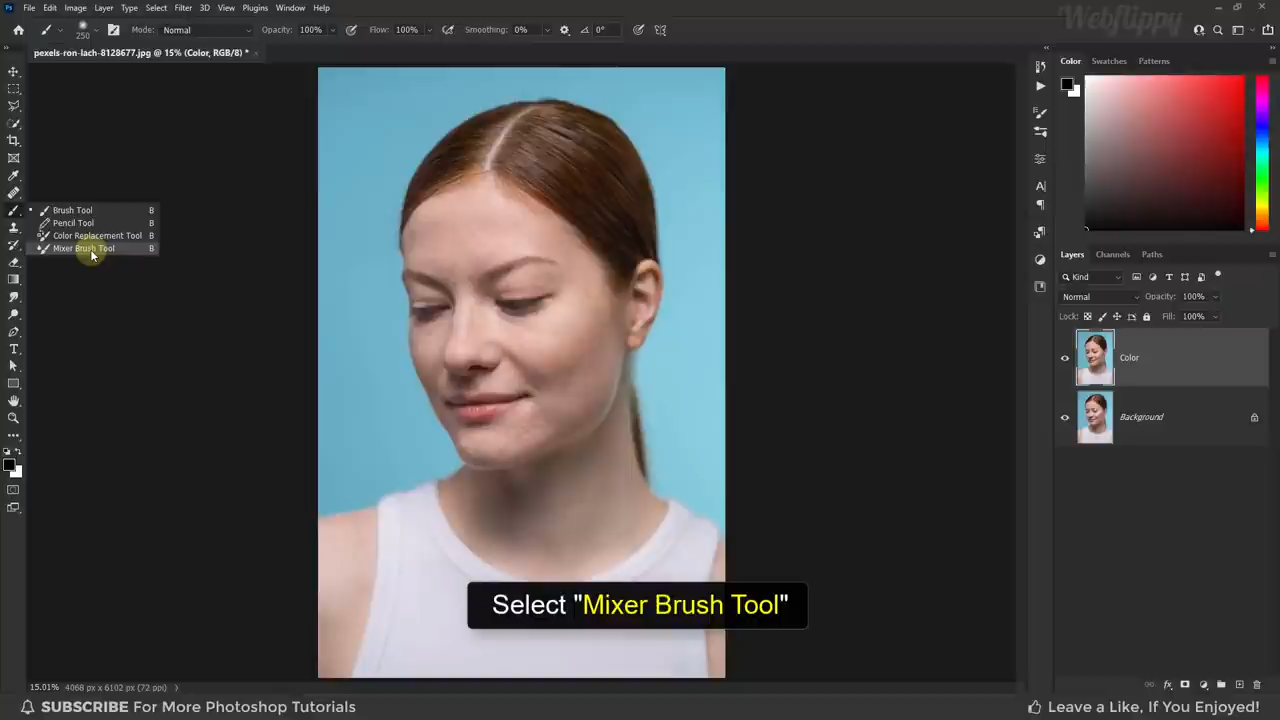 Ps File Edit Image Layer Type Select Filter 3D View Plugins Window Help
Webflippy
250 Mode: Normal Opacity: 100% Flow: 100% Smoothing: 0% 0°
pexels-ron-lach-8128677.jpg @ 15% (Color, RGB/8) *
Color Swatches Patterns
Brush Tool B
Pencil Tool B
Color Replacement Tool B
Mixer Brush Tool B
Layers Channels Paths
Kind
Normal Opacity: 100%
Lock: Fill: 100%
Color
Background
Select "Mixer Brush Tool"
15.01% 4068 px x 6102 px (72 ppi)
SUBSCRIBE For More Photoshop Tutorials
Leave a Like, If You Enjoyed!